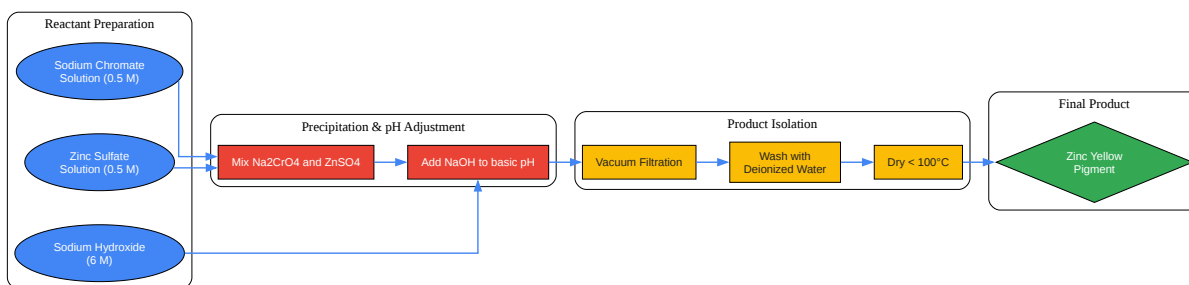 Reactant Preparation
Sodium Chromate
Solution (0.5 M)
Zinc Sulfate
Solution (0.5 M)
Sodium Hydroxide
(6 M)
Precipitation & pH Adjustment
Mix Na2CrO4 and ZnSO4
Add NaOH to basic pH
Product Isolation
Vacuum Filtration
Wash with
Deionized Water
Dry < 100°C
Final Product
Zinc Yellow
Pigment